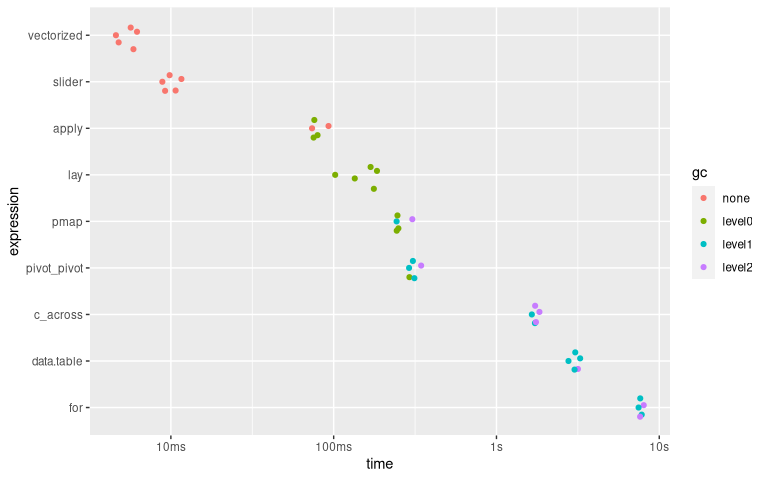 vectorized
slider
apply
lay
pmap
pivot_pivot
c_across
data.table
for
expression
10ms
100ms
1s
10s
time
gc
none
level0
level1
level2